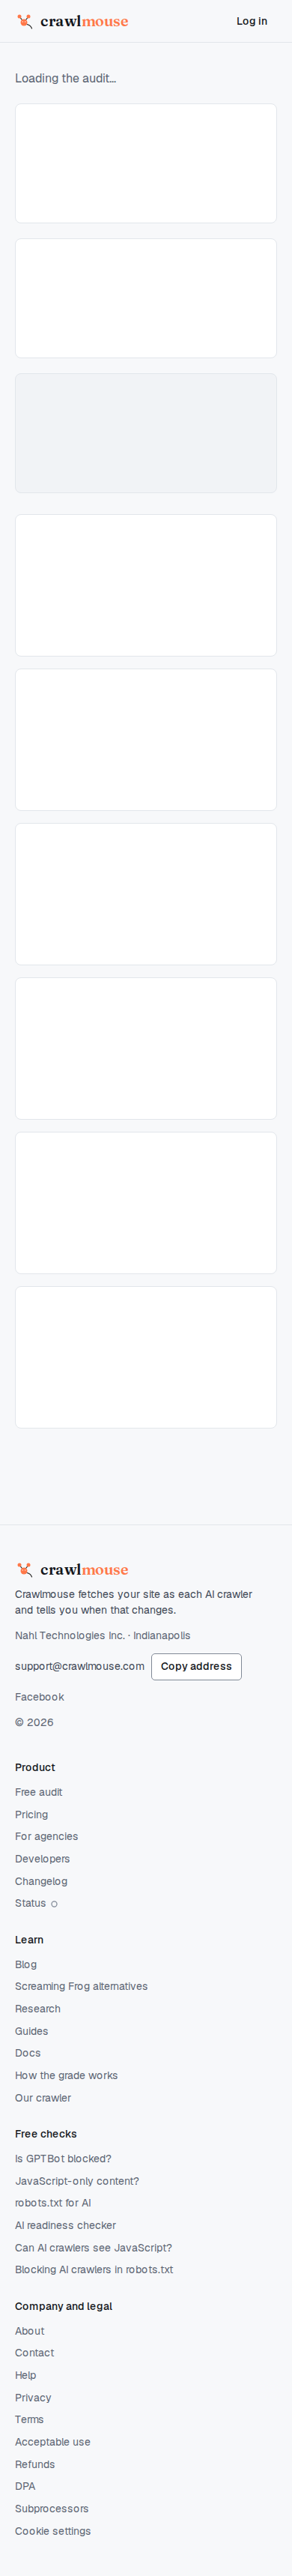 crawlmouse
Log in
Loading the audit…
crawlmouse
Crawlmouse fetches your site as each AI crawler
and tells you when that changes.
Nahl Technologies Inc. · Indianapolis
support@crawlmouse.com
Copy address
Facebook
© 2026
Product
Free audit
Pricing
For agencies
Developers
Changelog
Status
Learn
Blog
Screaming Frog alternatives
Research
Guides
Docs
How the grade works
Our crawler
Free checks
Is GPTBot blocked?
JavaScript-only content?
robots.txt for AI
AI readiness checker
Can AI crawlers see JavaScript?
Blocking AI crawlers in robots.txt
Company and legal
About
Contact
Help
Privacy
Terms
Acceptable use
Refunds
DPA
Subprocessors
Cookie settings